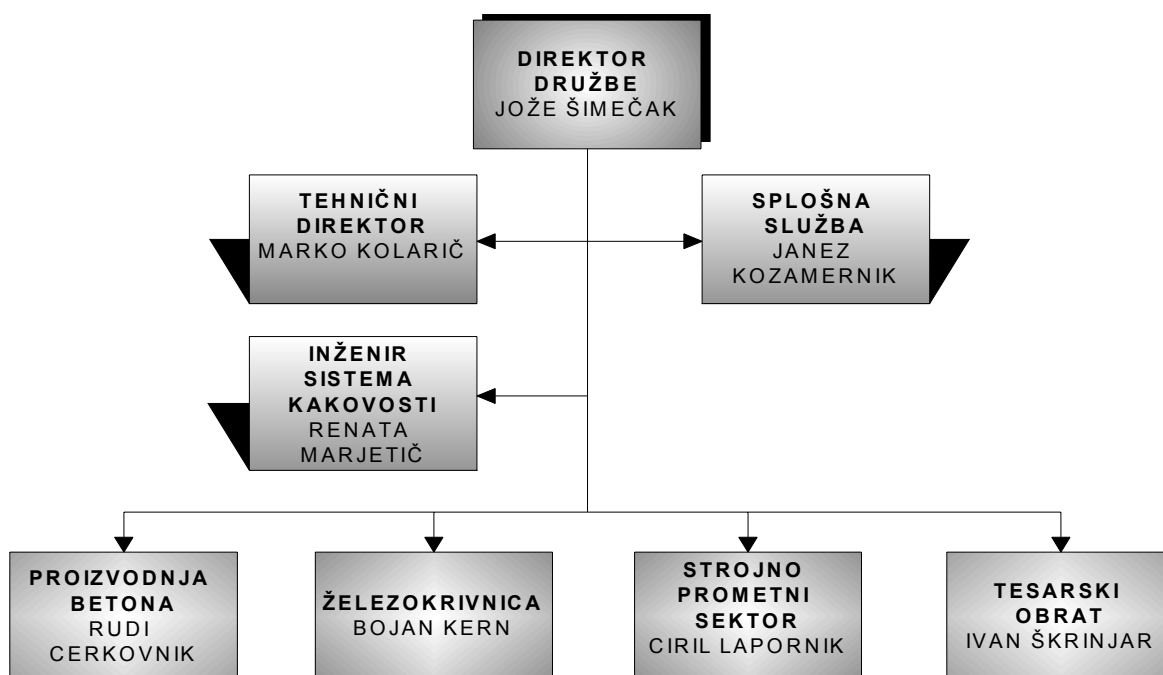 DIREKTOR
DRUŽBE
JOŽE ŠIMEČAK
TEHNIČNI
DIREKTOR
MARKO KOLARIČ
SPLOŠNA
SLUŽBA
JANEZ
KOZAMERNIK
INŽENIR
SISTEMA
KAKOVOSTI
RENATA
MARJETIČ
PROIZVODNJA
BETONA
RUDI
CERKOVNIK
ŽELEZOKRIVNICA
BOJAN KERN
STROJNO
PROMETNI
SEKTOR
CIRIL LAPORNIK
TESARSKI
OBRAT
IVAN ŠKRINJAR